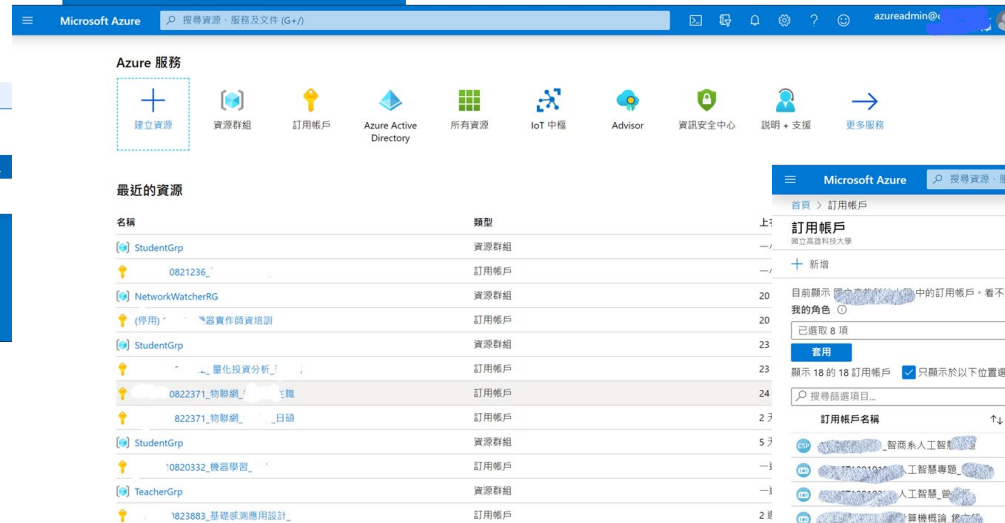 Microsoft Azure
搜尋資源、服務及文件 (G+/)
azureadmin@
Azure 服務
建立資源
資源群組
訂用帳戶
Azure Active Directory
所有資源
IoT 中樞
Advisor
資訊安全中心
說明 + 支援
更多服務
最近的資源
名稱 類型
StudentGrp 資源群組
0821236_ 訂用帳戶
NetworkWatcherRG 資源群組 20
(停用) 器實作師資培訓 訂用帳戶 20
StudentGrp 資源群組 23
_量化投資分析_ 訂用帳戶 23
0822371_物聯網_ 職 訂用帳戶 24
822371_物聯網_ _日碩 訂用帳戶 2
StudentGrp 資源群組 5
0820332_機器學習_ 訂用帳戶
TeacherGrp 資源群組
823883_基礎感測應用設計_ 訂用帳戶 2
Microsoft Azure
搜尋資源、
首頁 > 訂用帳戶
訂用帳戶
國立高雄科技大學
新增
目前顯示 中的訂用帳戶。看不
我的角色
已選取 8 項
套用
顯示 18 的 18 訂用帳戶 只顯示於以下位置選
搜尋篩選項目...
訂用帳戶名稱
CSP _智商系人工智
人工智慧專題_
人工智慧_曾
算機概論